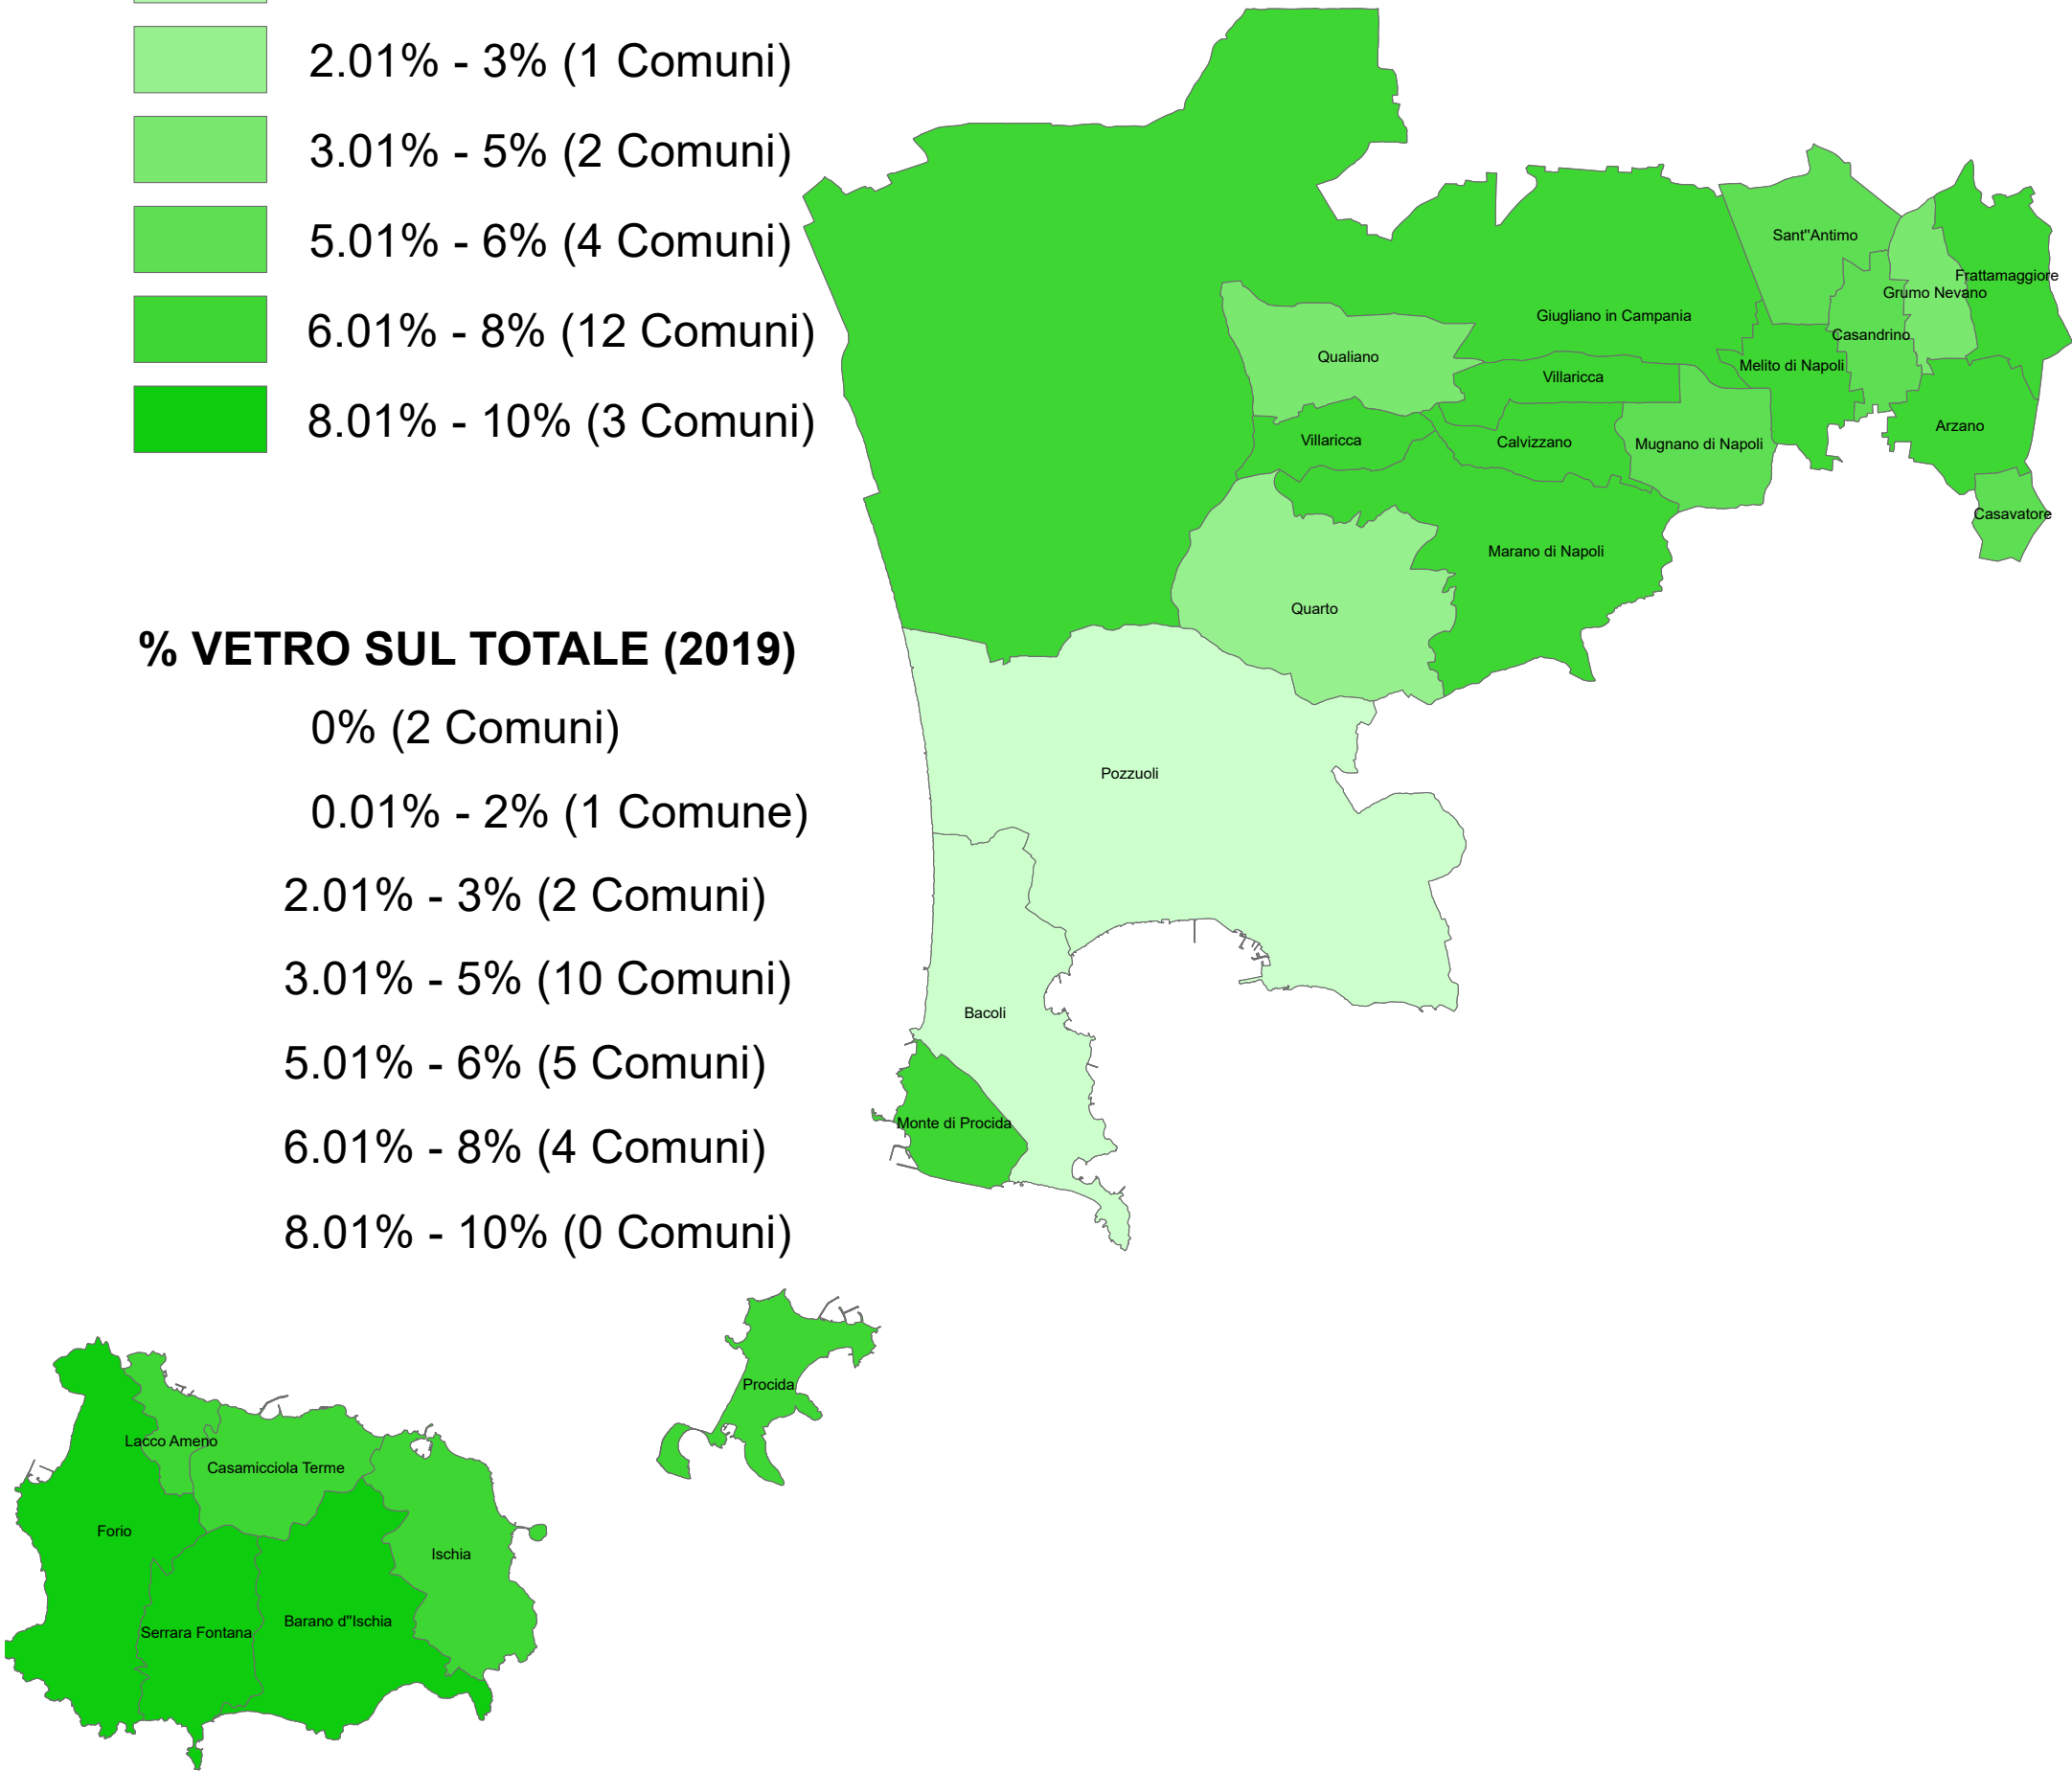 2.01% - 3% (1 Comuni)
3.01% - 5% (2 Comuni)
5.01% - 6% (4 Comuni)
6.01% - 8% (12 Comuni)
8.01% - 10% (3 Comuni)
% VETRO SUL TOTALE (2019)
0% (2 Comuni)
0.01% - 2% (1 Comune)
2.01% - 3% (2 Comuni)
3.01% - 5% (10 Comuni)
5.01% - 6% (5 Comuni)
6.01% - 8% (4 Comuni)
8.01% - 10% (0 Comuni)
Sant"Antimo
Frattamaggiore
Grumo Nevano
Giugliano in Campania
Casandrino
Qualiano
Melito di Napoli
Villaricca
Arzano
Villaricca
Calvizzano
Mugnano di Napoli
Casavatore
Marano di Napoli
Quarto
Pozzuoli
Bacoli
Monte di Procida
Procida
Lacco Ameno
Casamicciola Terme
Forio
Ischia
Barano d"Ischia
Serrara Fontana